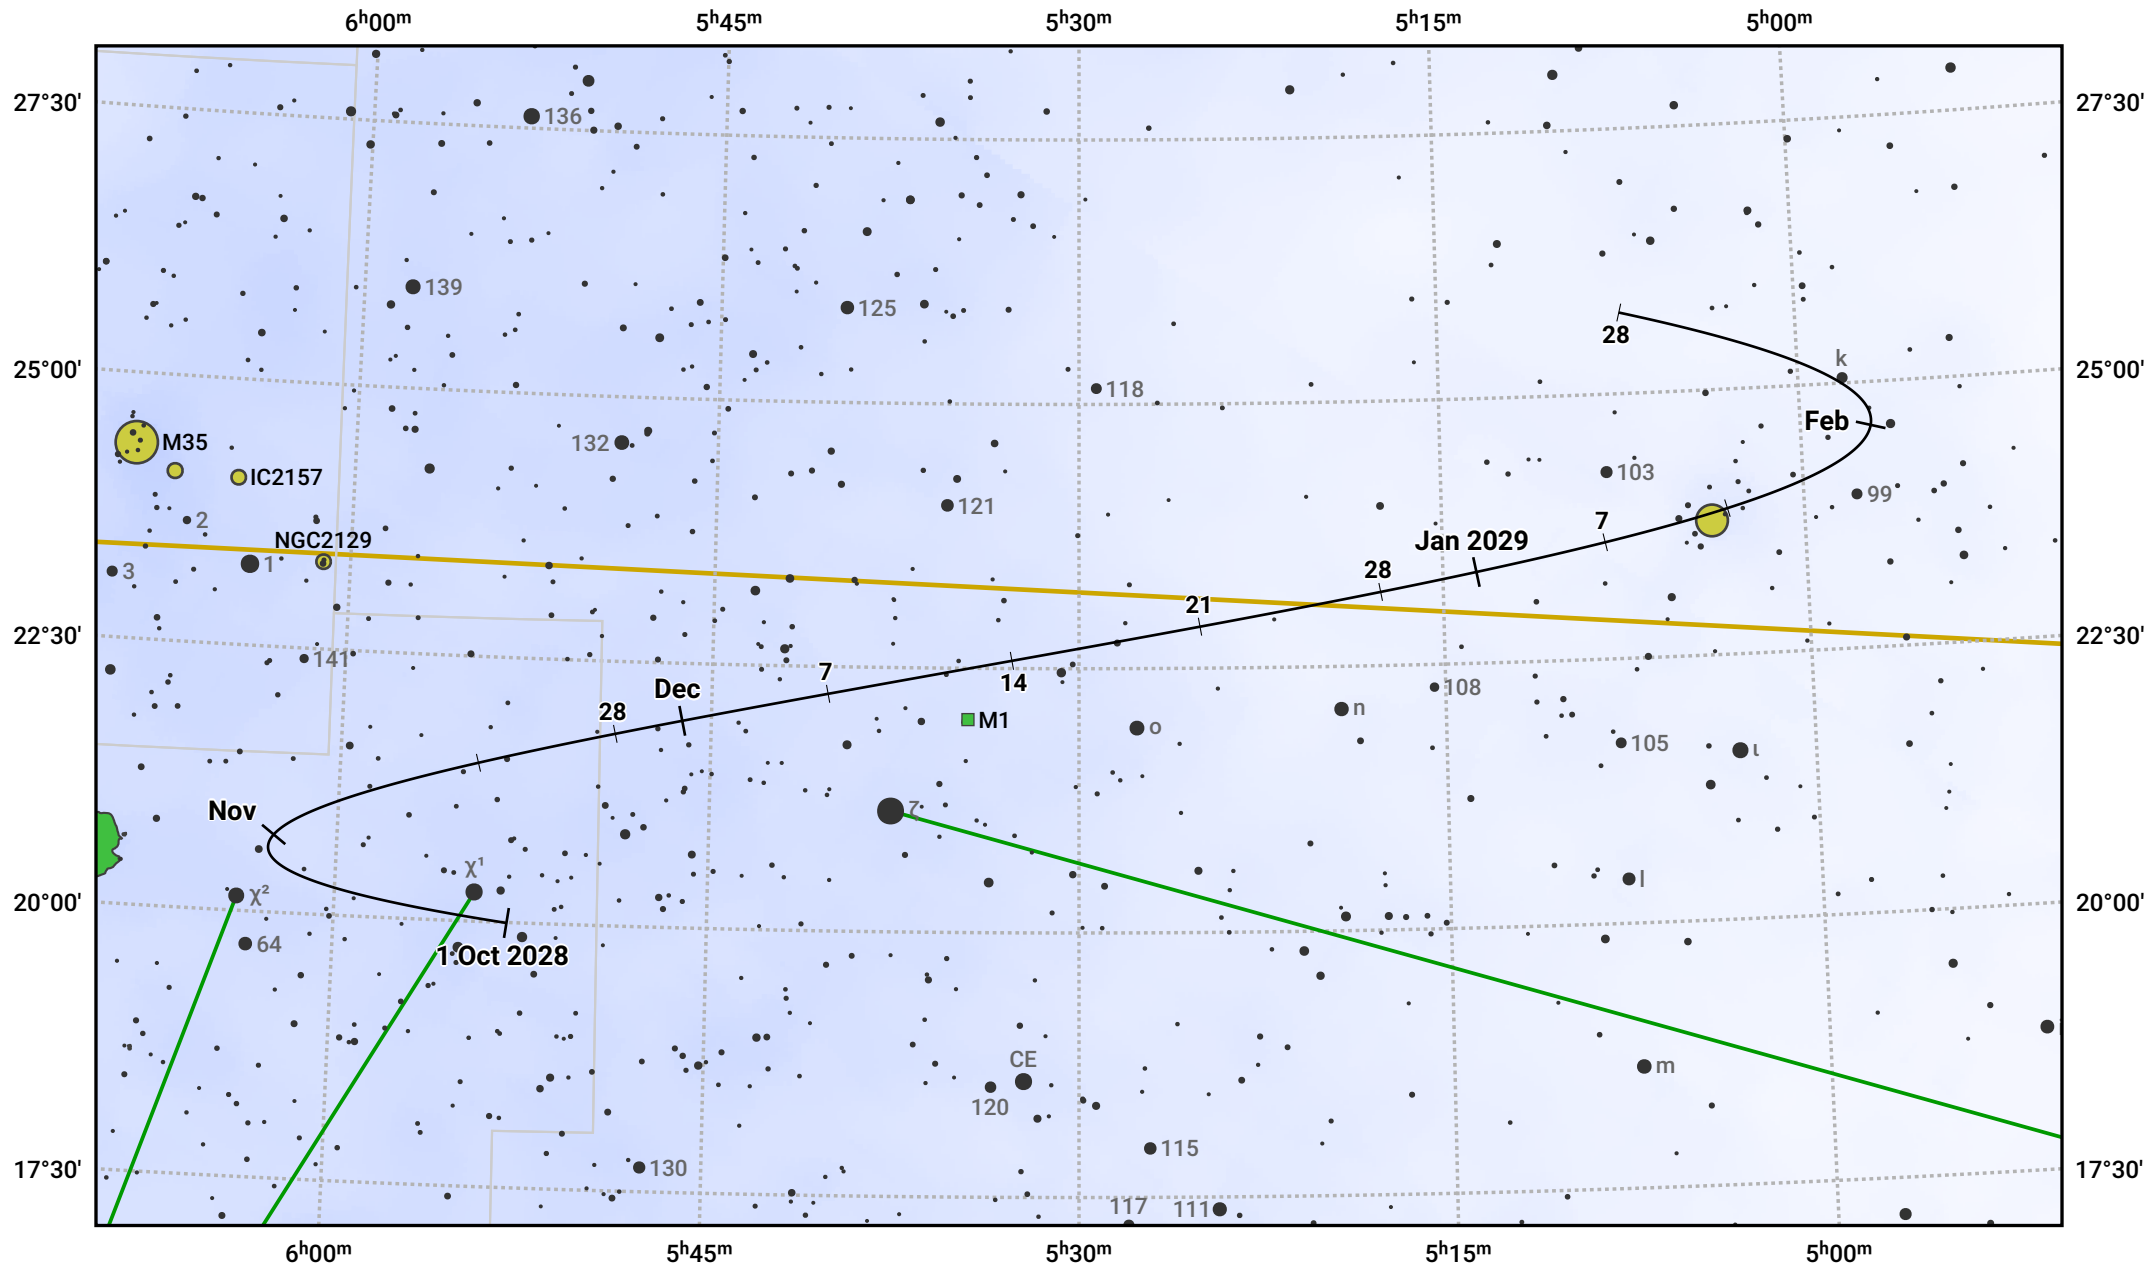 6ʰ00ᵐ 5ʰ45ᵐ 5ʰ30ᵐ 5ʰ15ᵐ 5ʰ00ᵐ
27°30' 27°30'
136
139
125
28
k
25°00' 25°00'
118
Feb
M35
132
103
IC2157
99
121
2
7
NGC2129
Jan 2029
3
1
28
21
22°30' 22°30'
141
7
14
Dec
108
28
n
M1
o
105
ι
Nov
ζ
χ¹
l
χ²
20°00' 20°00'
64
1 Oct 2028
CE
m
120
115
130
17°30' 17°30'
117
111
6ʰ00ᵐ 5ʰ45ᵐ 5ʰ30ᵐ 5ʰ15ᵐ 5ʰ00ᵐ